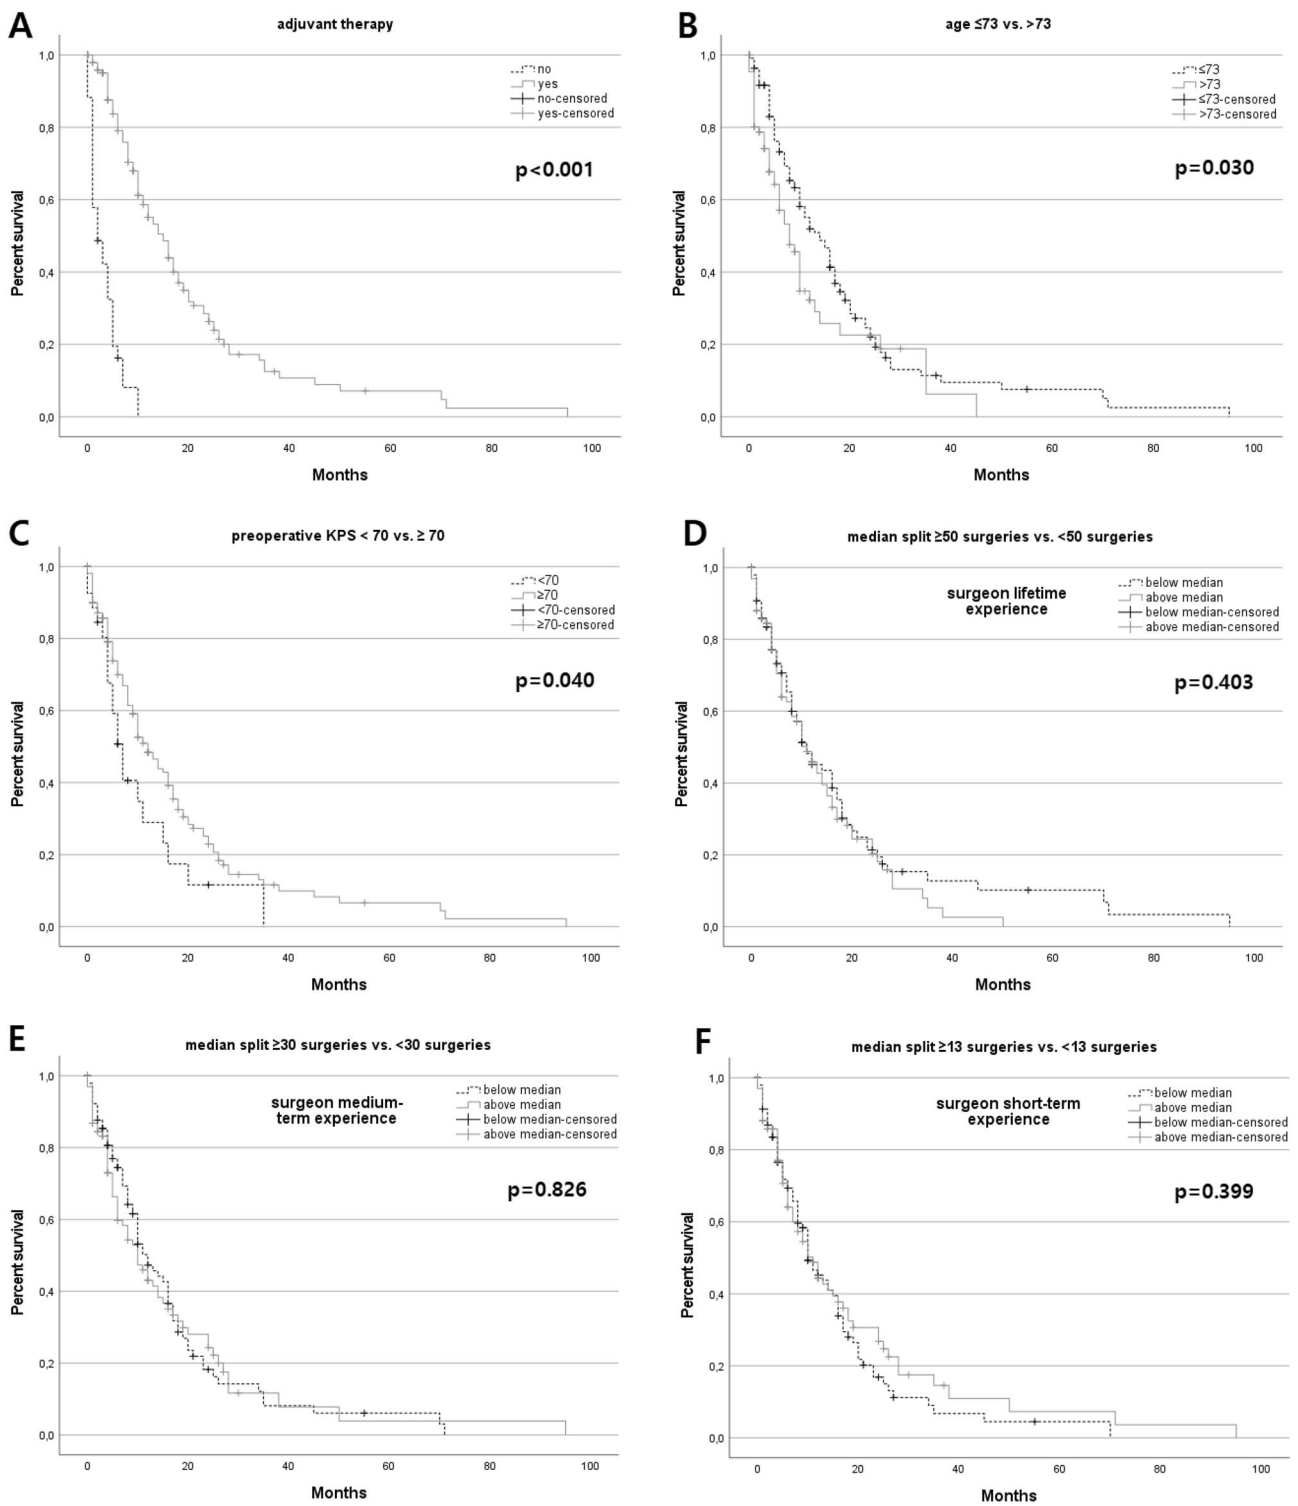 A
adjuvant therapy
1,0
0,8
0,6
0,4
0,2
0,0
no
yes
no-censored
yes-censored
p<0.001
Percent survival
0 20 40 60 80 100
Months
B
age ≤73 vs. >73
1,0
0,8
0,6
0,4
0,2
0,0
≤73
>73
≤73-censored
>73-censored
p=0.030
Percent survival
0 20 40 60 80 100
Months
C
preoperative KPS < 70 vs. ≥ 70
1,0
0,8
0,6
0,4
0,2
0,0
<70
≥70
<70-censored
≥70-censored
p=0.040
Percent survival
0 20 40 60 80 100
Months
D
median split ≥50 surgeries vs. <50 surgeries
1,0
0,8
0,6
0,4
0,2
0,0
surgeon lifetime
experience
below median
above median
below median-censored
above median-censored
p=0.403
Percent survival
0 20 40 60 80 100
Months
E
median split ≥30 surgeries vs. <30 surgeries
1,0
0,8
0,6
0,4
0,2
0,0
surgeon medium-
term experience
below median
above median
below median-censored
above median-censored
p=0.826
Percent survival
0 20 40 60 80 100
Months
F
median split ≥13 surgeries vs. <13 surgeries
1,0
0,8
0,6
0,4
0,2
0,0
surgeon short-term
experience
below median
above median
below median-censored
above median-censored
p=0.399
Percent survival
0 20 40 60 80 100
Months